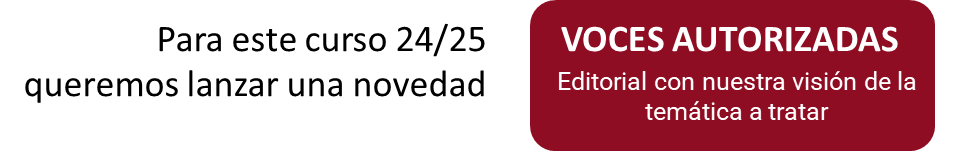 Para este curso 24/25
queremos lanzar una novedad
VOCES AUTORIZADAS
Editorial con nuestra visión de la
temática a tratar